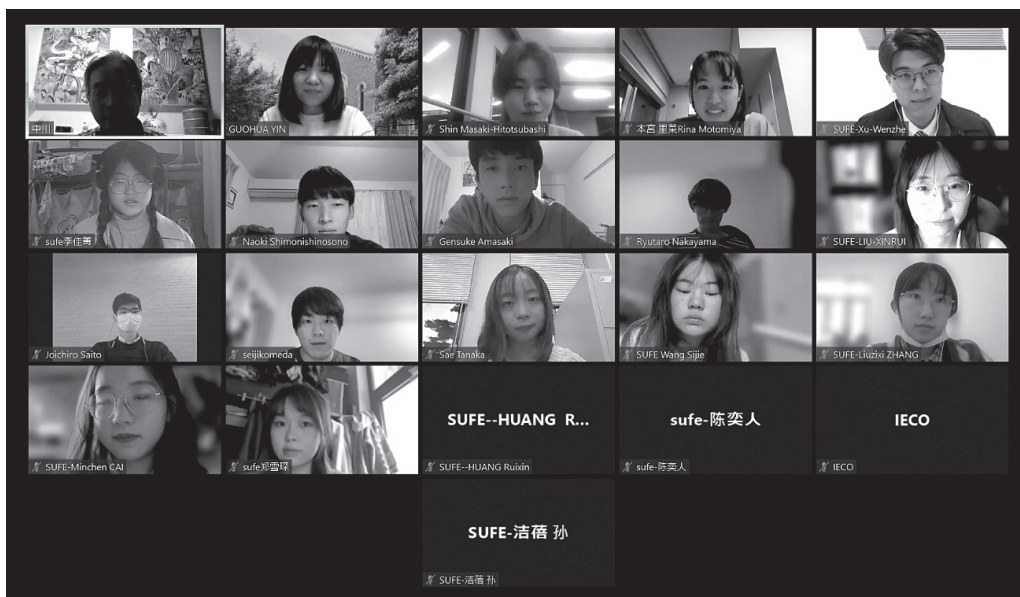 中川
GUOHUA YIN
Shin Masaki-Hitotsubashi
本宮 里菜Rina Motomiya
SUFE-Xu-Wenzhe
sufe李佳菁
Naoki Shimonishinosono
Gensuke Amasaki
Ryutaro Nakayama
SUFE-LIU-XINRUI
Joichiro Saito
seijikomeda
Sae Tanaka
SUFE Wang Sijie
SUFE-Liuzixi ZHANG
SUFE-Minchen CAI
sufe郑雪琛
SUFE--HUANG R...
SUFE--HUANG Ruixin
sufe-陈奕人
sufe-陈奕人
IECO
IECO
SUFE-洁蓓 孙
SUFE-洁蓓 孙